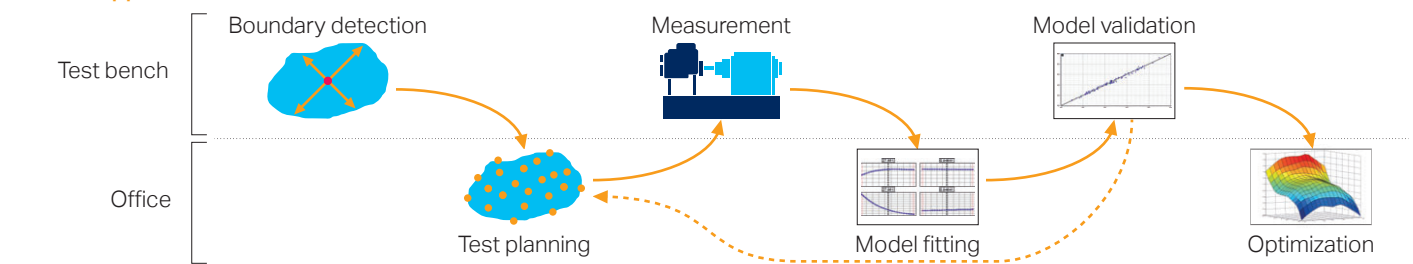 Boundary detection
Measurement
Model validation
Test bench
Office
Test planning
Model fitting
Optimization